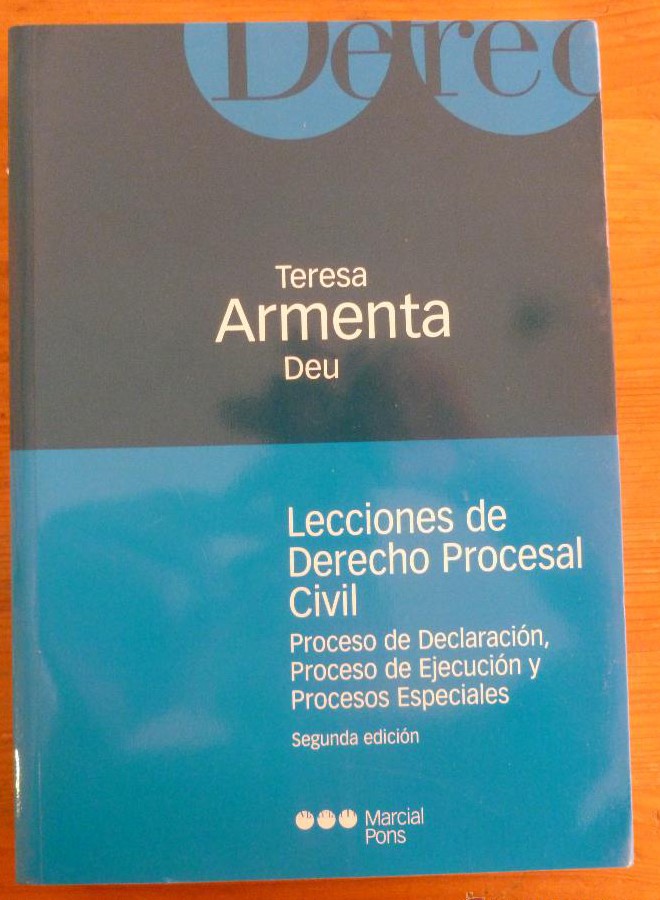 Derec
Teresa
Armenta
Deu
Lecciones de
Derecho Procesal
Civil
Proceso de Declaración,
Proceso de Ejecución y
Procesos Especiales
Segunda edición
Marcial
Pons